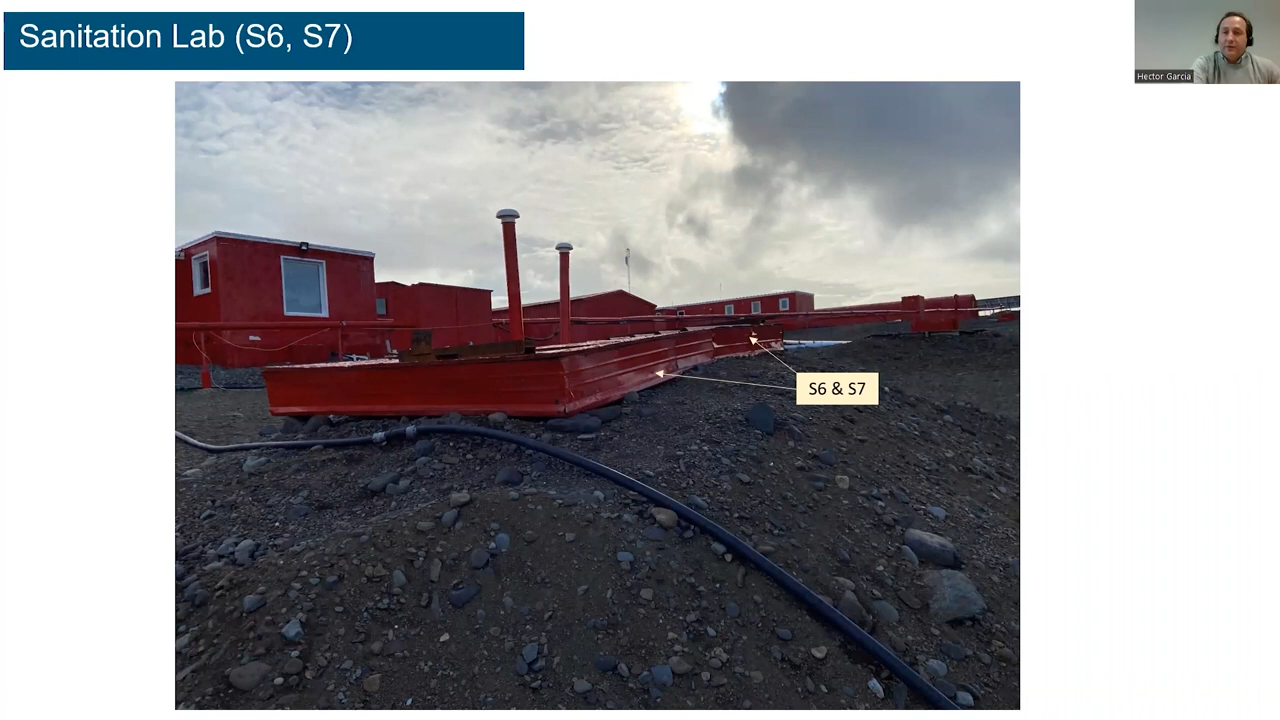 Sanitation Lab (S6, S7)
Hector Garcia
S6 & S7